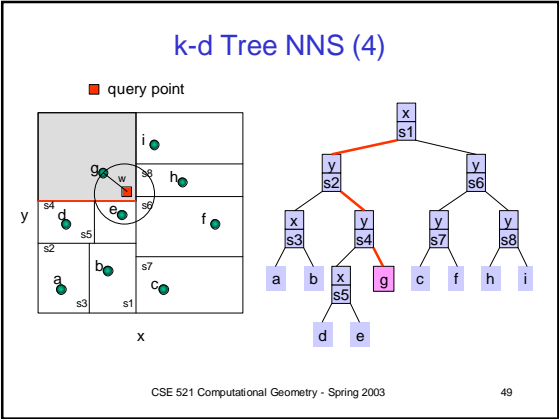 k-d Tree NNS (4)
query point
i
g
w
s8
h
s4
d
e
s6
f
y
s5
s2
b
s7
a
c
s3
s1
x
x
s1
y
s2
y
s6
x
s3
y
s4
y
s7
y
s8
a
b
x
s5
g
c
f
h
i
d
e
CSE 521 Computational Geometry - Spring 2003
49